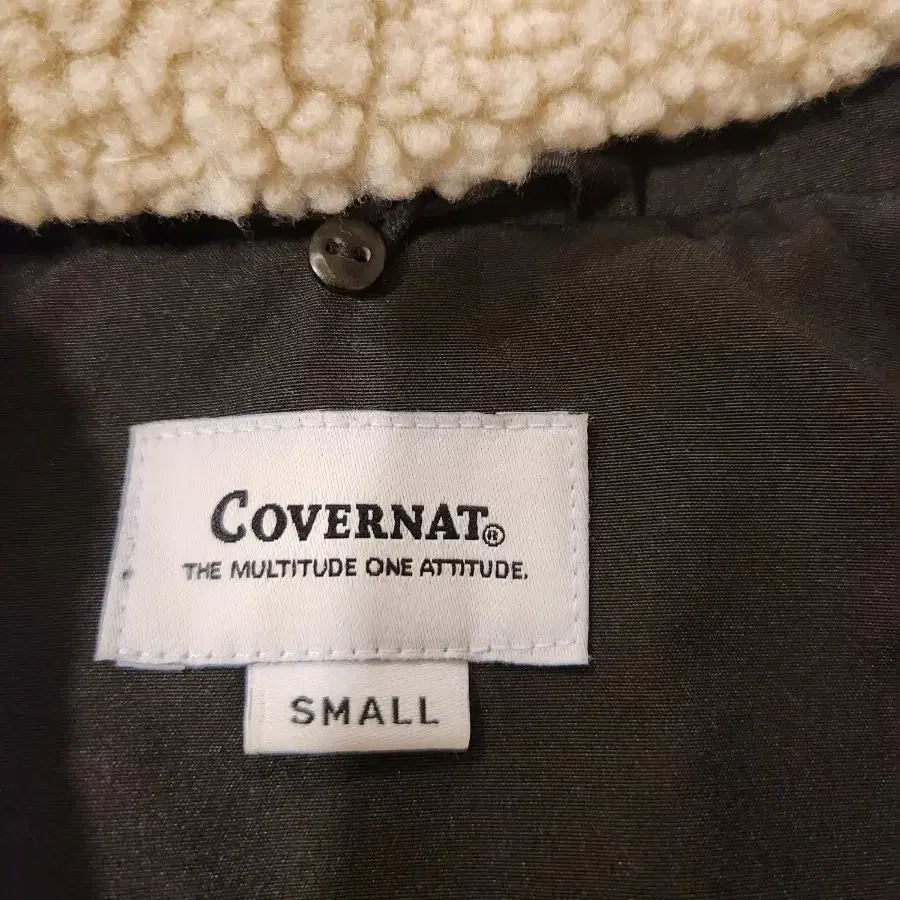 COVERNAT®
THE MULTITUDE ONE ATTITUDE.
SMALL